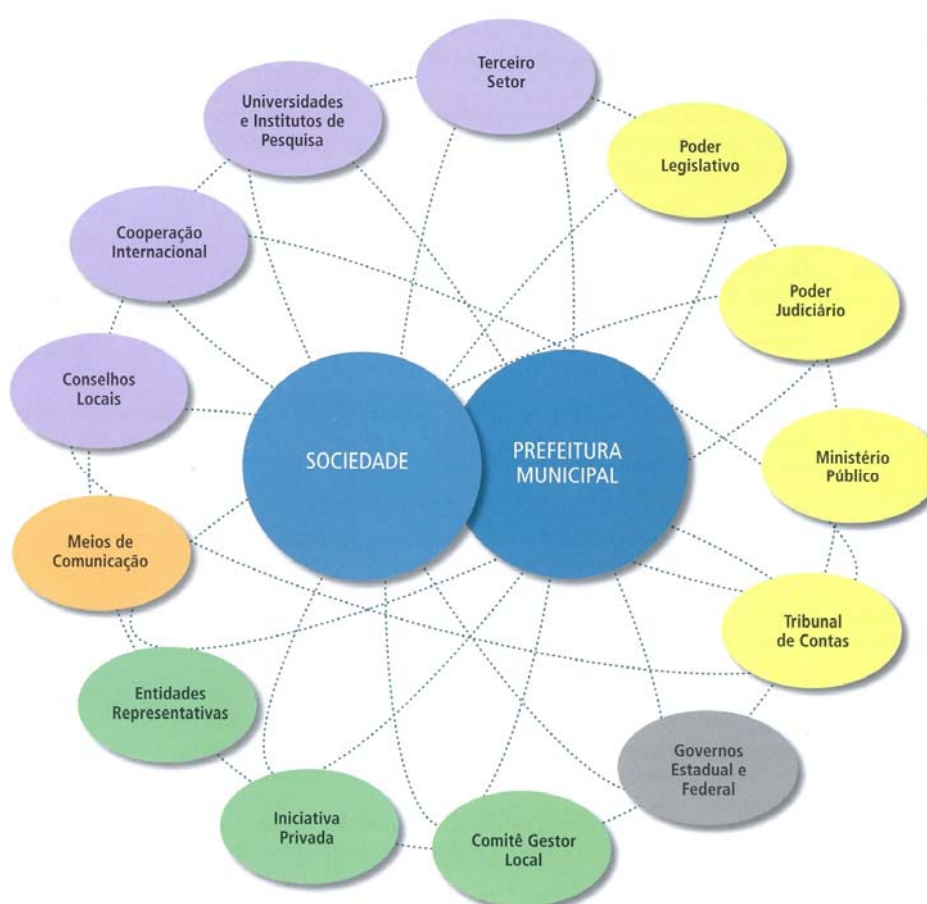 Terceiro
Setor
Universidades
e Institutos de
Pesquisa
Poder
Legislativo
Cooperação
Internacional
Poder
Judiciário
Conselhos
Locais
SOCIEDADE
PREFEITURA
MUNICIPAL
Ministério
Público
Meios de
Comunicação
Tribunal
de Contas
Entidades
Representativas
Governos
Estadual e
Federal
Iniciativa
Privada
Comitê Gestor
Local